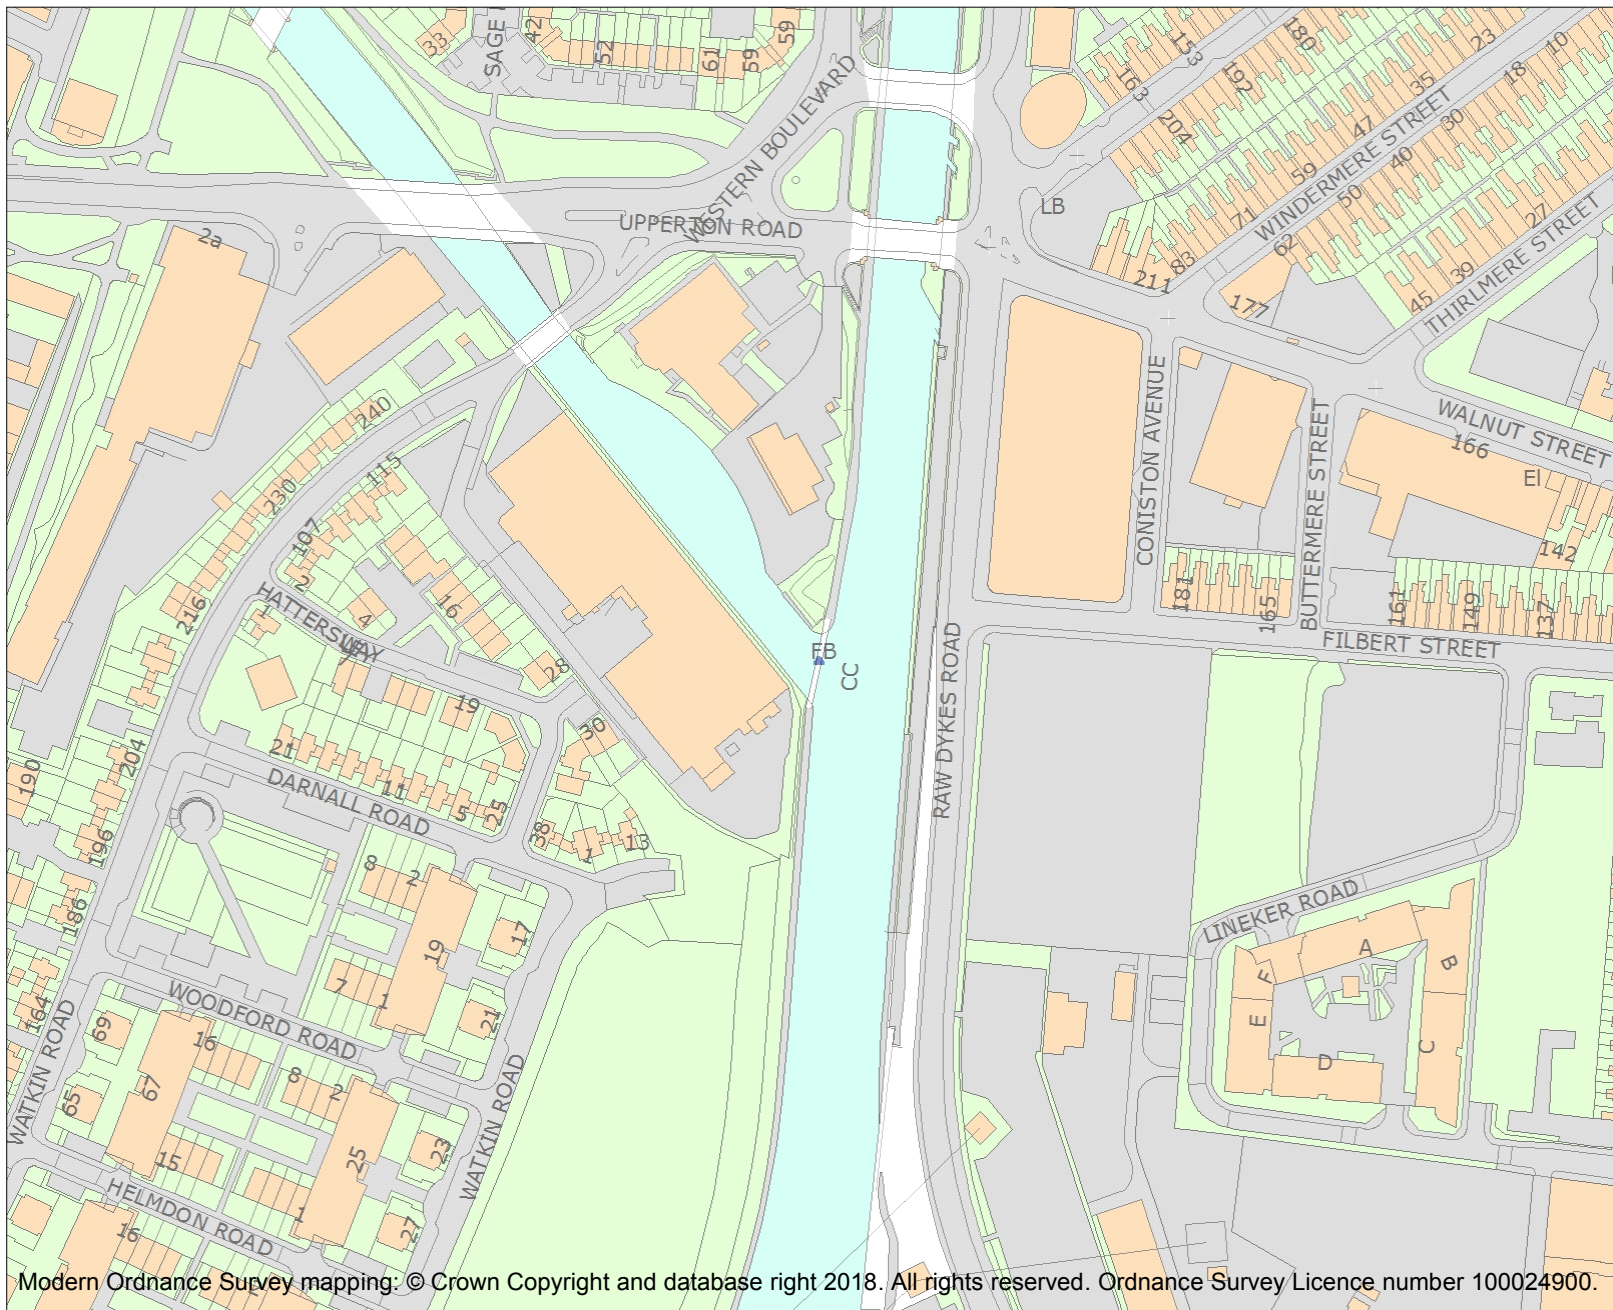 33
SAGE
42
52
61
59
59
153
163
180
192
204
23
35
47
59
71
83
10
18
30
40
50
62
WINDERMERE STREET
27
39
45
THIRLMERE STREET
WESTERN BOULEVARD
UPPERTON ROAD
LB
2a
211
177
WALNUT STREET
166
El
142
CONISTON AVENUE
BUTTERMERE STREET
240
230
216
115
107
2
1
4
16
28
HATTERS WAY
181
165
161
149
137
FILBERT STREET
FB
CC
RAW DYKES ROAD
19
30
21
11
5
25
DARNALL ROAD
38
1
13
204
190
196
186
164
8
2
17
19
7
1
21
LINEKER ROAD
A
B
C
D
E
F
WOODFORD ROAD
WATKIN ROAD
69
16
67
65
8
2
23
25
15
1
27
WATKIN ROAD
HELMDON ROAD
16
Modern Ordnance Survey mapping: © Crown Copyright and database right 2018. All rights reserved. Ordnance Survey Licence number 100024900.